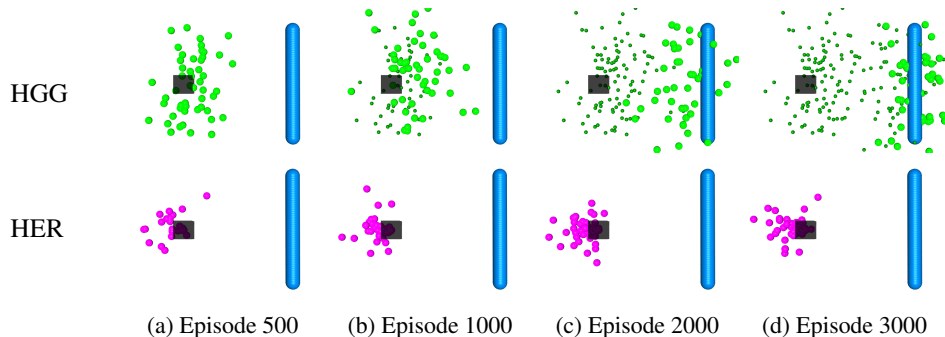 HGG
HER
(a) Episode 500
(b) Episode 1000
(c) Episode 2000
(d) Episode 3000